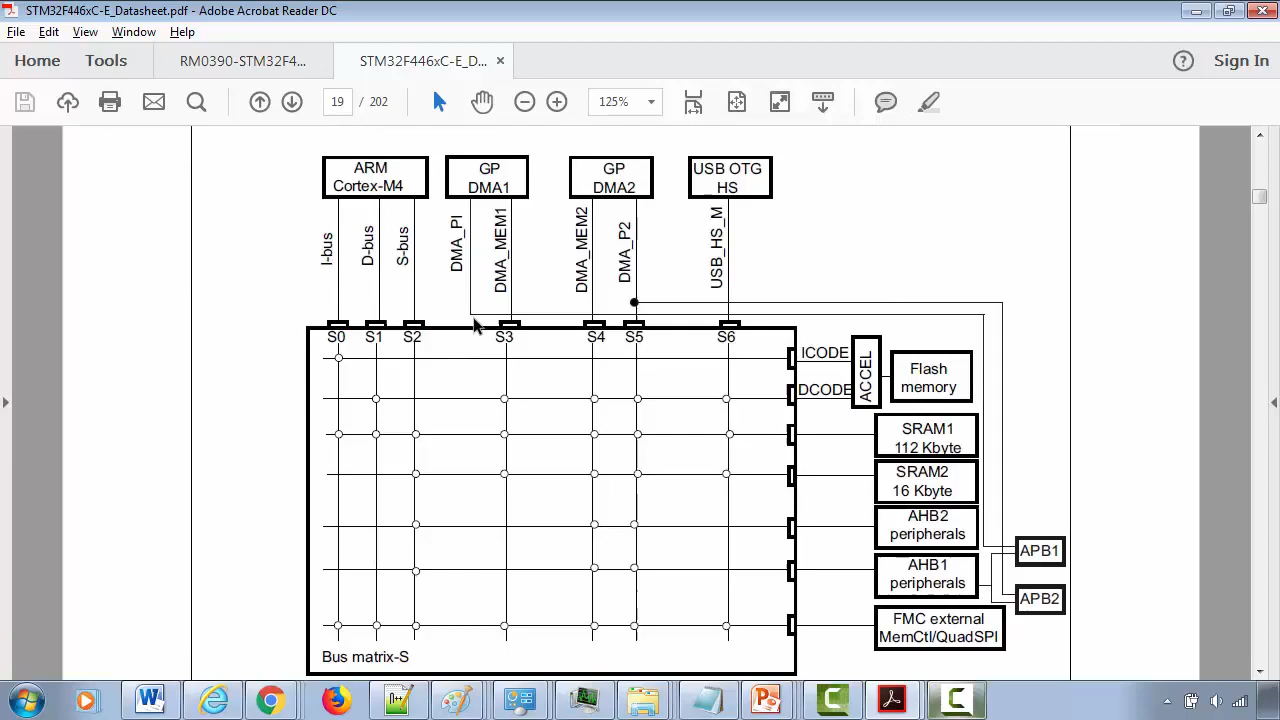 STM32F446xC-E_Datasheet.pdf - Adobe Acrobat Reader DC
File Edit View Window Help
Home Tools RM0390-STM32F4... STM32F446xC-E_D... × ? Sign In
19 / 202 125%
ARM
Cortex-M4
GP
DMA1
GP
DMA2
USB OTG
_HS
I-bus
D-bus
S-bus
DMA_PI
DMA_MEM1
DMA_MEM2
DMA_P2
USB_HS_M
S0 S1 S2 S3 S4 S5 S6
ICODE
DCODE
ACCEL
Flash
memory
SRAM1
112 Kbyte
SRAM2
16 Kbyte
AHB2
peripherals
AHB1
peripherals
APB1
APB2
FMC external
MemCtl/QuadSPI
Bus matrix-S